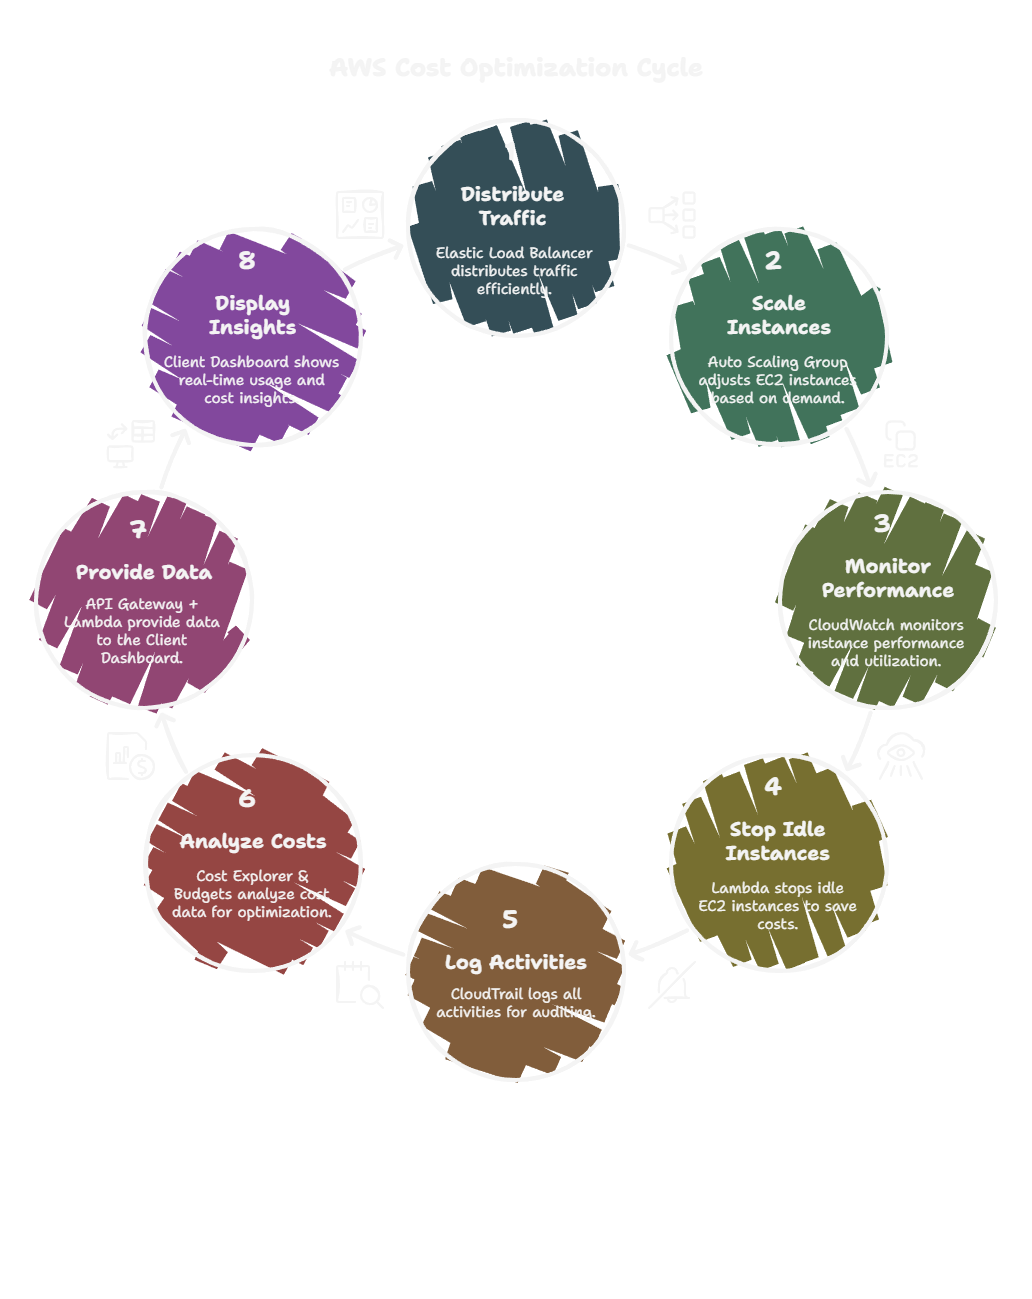 AWS Cost Optimization Cycle
Distribute
Traffic
Elastic Load Balancer
distributes traffic
efficiently.
2
Scale
Instances
Auto Scaling Group
adjusts EC2 instances
based on demand.
EC2
3
Monitor
Performance
CloudWatch monitors
instance performance
and utilization.
4
Stop Idle
Instances
Lambda stops idle
EC2 instances to save
costs.
5
Log Activities
CloudTrail logs all
activities for auditing.
6
Analyze Costs
Cost Explorer &
Budgets analyze cost
data for optimization.
$
7
Provide Data
API Gateway +
Lambda provide data
to the Client
Dashboard.
8
Display
Insights
Client Dashboard shows
real-time usage and
cost insights.